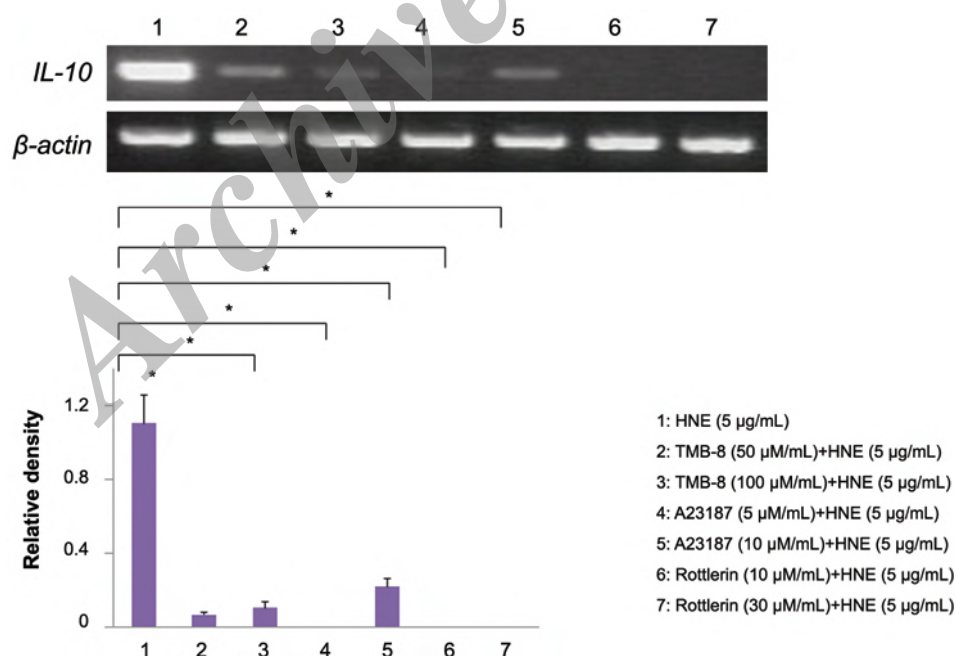 1 2 3 4 5 6 7
IL-10
β-actin
Archive
*
*
*
*
*
*
1.2
0.8
0.4
0
Relative density
1 2 3 4 5 6 7
1: HNE (5 µg/mL)
2: TMB-8 (50 µM/mL)+HNE (5 µg/mL)
3: TMB-8 (100 µM/mL)+HNE (5 µg/mL)
4: A23187 (5 µM/mL)+HNE (5 µg/mL)
5: A23187 (10 µM/mL)+HNE (5 µg/mL)
6: Rottlerin (10 µM/mL)+HNE (5 µg/mL)
7: Rottlerin (30 µM/mL)+HNE (5 µg/mL)